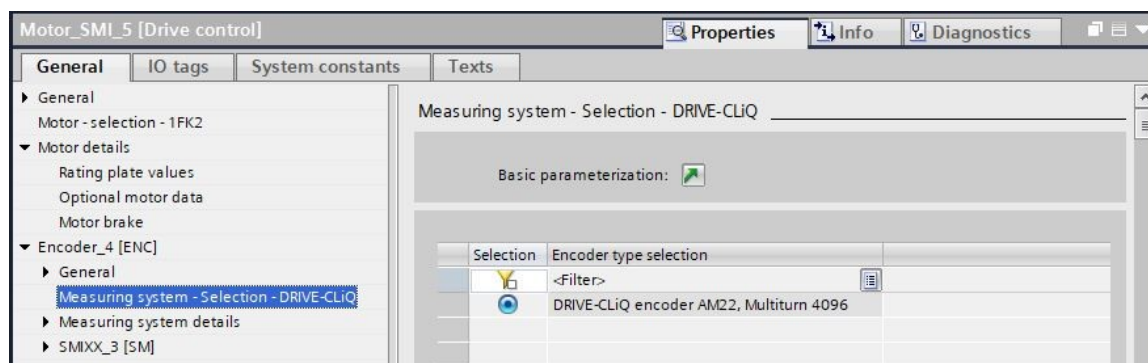 Motor_SMI_5 [Drive control]
Properties
Info
Diagnostics
General
IO tags
System constants
Texts
General
Motor - selection - 1FK2
Motor details
Rating plate values
Optional motor data
Motor brake
Encoder_4 [ENC]
General
Measuring system - Selection - DRIVE-CLiQ
Measuring system details
SMIXX_3 [SM]
Measuring system - Selection - DRIVE-CLiQ
Basic parameterization:
Selection Encoder type selection
<Filter>
DRIVE-CLiQ encoder AM22, Multiturn 4096